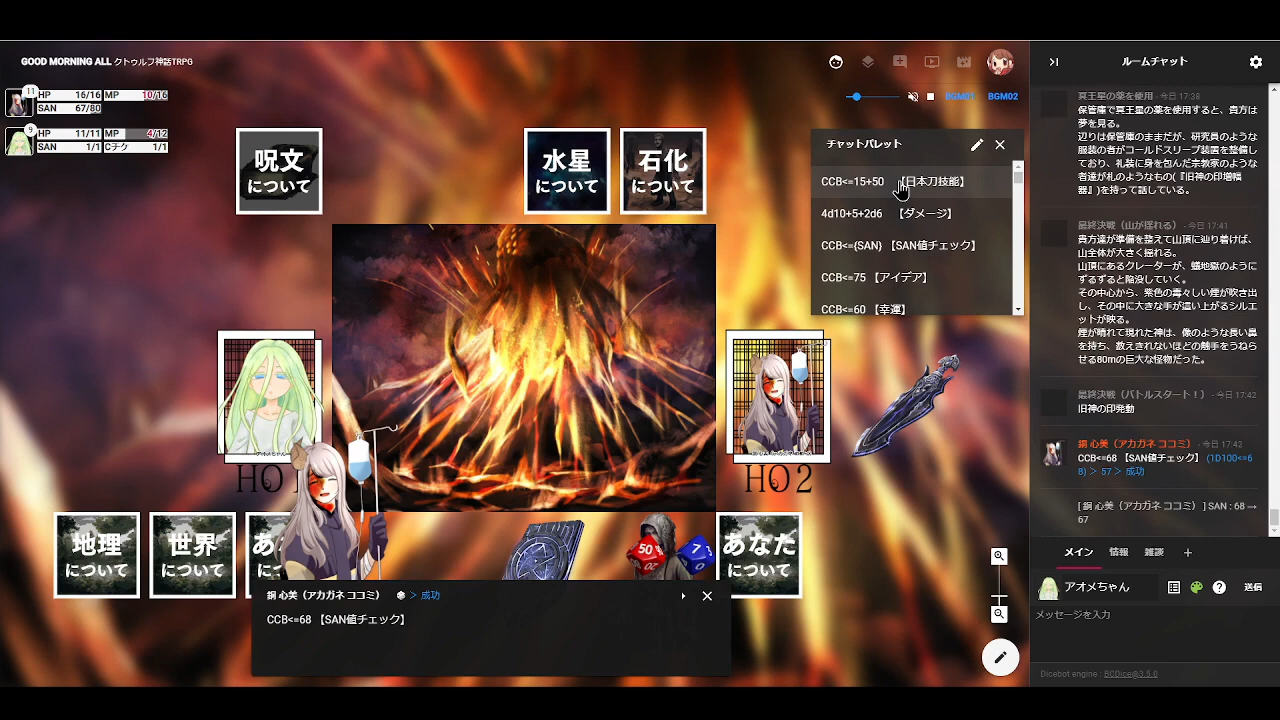 GOOD MORNING ALL クトゥルフ神話TRPG
11
HP 16/16 MP 10/16
SAN 67/80
9
HP 11/11 MP 4/12
SAN 1/1 Cチケ 1/1
呪文
について
水星
について
石化
について
BGM01 BGM02
チャットパレット
CCB<=15+50 【日本刀技能】
4d10+5+2d6 【ダメージ】
CCB<={SAN} 【SAN値チェック】
CCB<=75 【アイデア】
CCB<=60 【幸運】
HO
HO 2
地理
について
世界
について
あなた
について
50
7
銅 心美（アカガネ ココミ） > 成功
CCB<=68 【SAN値チェック】
ルームチャット
冥王星の薬を使用 - 今日 17:38
保管庫で冥王星の薬を使用すると、貴方は
夢を見る。
辺りは保管庫のままだが、研究員のような
服装の者がコールドスリープ装置を整備し
ており、礼装に身を包んだ宗教家のような
者達が札のようなもの(『旧神の印増幅
器』)を持って話している。
最終決戦（山が揺れる） - 今日 17:41
貴方達が準備を整えて山頂に辿り着けば、
山全体が大きく揺れる。
山頂にあるクレーターが、蟻地獄のように
ずるずると陥没していく。
その中心から、紫色の毒々しい煙が吹き出
し、その中に大きな手が這い上がるシルエ
ットが映る。
煙が晴れて現れた神は、像のような長い鼻
を持ち、数えきれないほどの触手をうねら
せる80mの巨大な怪物だった。
最終決戦（バトルスタート！） - 今日 17:42
旧神の印発動
銅 心美（アカガネ ココミ） - 今日 17:42
CCB<=68 【SAN値チェック】 (1D100<=6
8) > 57 > 成功
[ 銅 心美（アカガネ ココミ） ] SAN : 68 →
67
メイン 情報 雑談
アオメちゃん 送信
メッセージを入力
Dicebot engine : BCDice@3.5.0